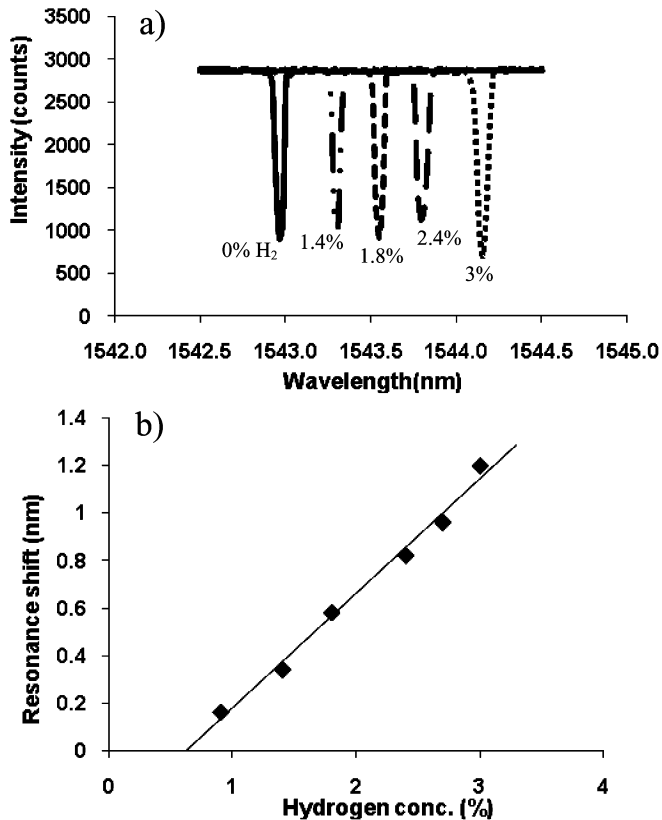 a)
3500
3000
2500
2000
1500
1000
500
0
Intensity (counts)
0% H2
1.4%
1.8%
2.4%
3%
1542.0 1542.5 1543.0 1543.5 1544.0 1544.5 1545.0
Wavelength(nm)
b)
1.4
1.2
1
0.8
0.6
0.4
0.2
0
Resonance shift (nm)
0 1 2 3 4
Hydrogen conc. (%)